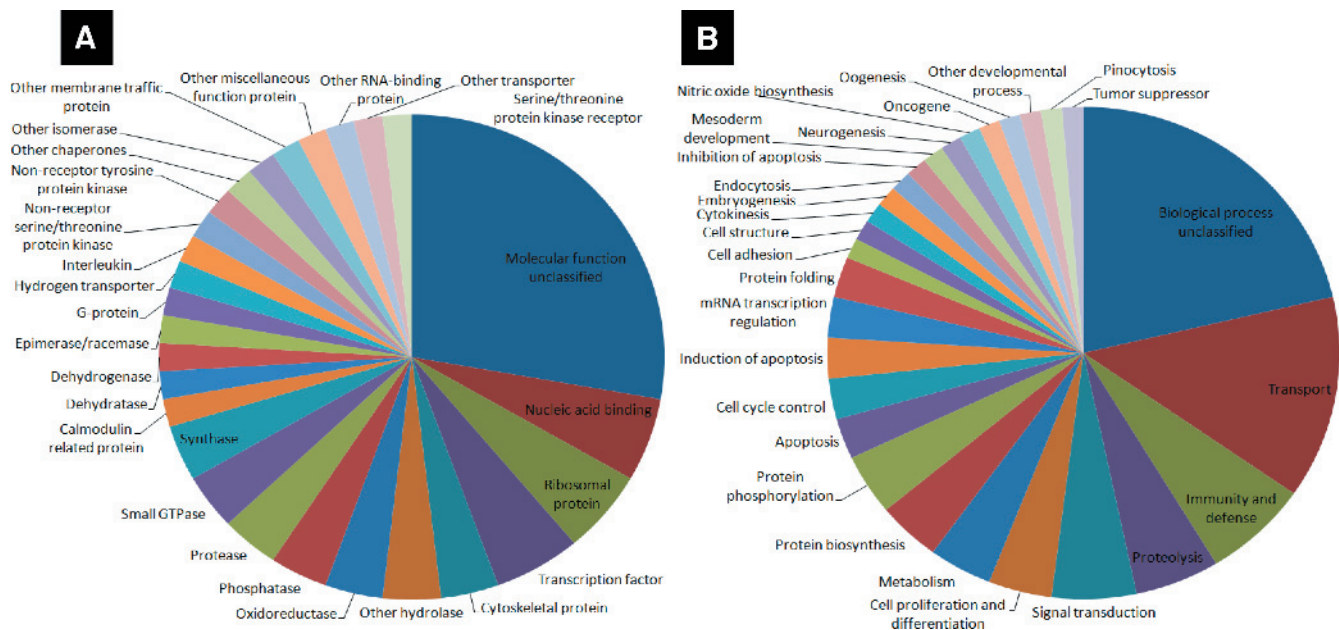 A
Other miscellaneous
function protein
Other RNA-binding
protein
Other transporter
Serine/threonine
protein kinase receptor
Other membrane traffic
protein
Other isomerase
Other chaperones
Non-receptor tyrosine
protein kinase
Non-receptor
serine/threonine
protein kinase
Interleukin
Hydrogen transporter
G-protein
Epimerase/racemase
Dehydrogenase
Dehydratase
Calmodulin
related protein
Synthase
Small GTPase
Protease
Phosphatase
Oxidoreductase
Other hydrolase
Cytoskeletal protein
Transcription factor
Ribosomal
protein
Nucleic acid binding
Molecular function
unclassified
B
Oogenesis
Other developmental
process
Pinocytosis
Tumor suppressor
Nitric oxide biosynthesis
Oncogene
Mesoderm
development
Neurogenesis
Inhibition of apoptosis
Endocytosis
Embryogenesis
Cytokinesis
Cell structure
Cell adhesion
Protein folding
mRNA transcription
regulation
Induction of apoptosis
Cell cycle control
Apoptosis
Protein
phosphorylation
Protein biosynthesis
Metabolism
Cell proliferation and
differentiation
Signal transduction
Proteolysis
Immunity and
defense
Transport
Biological process
unclassified